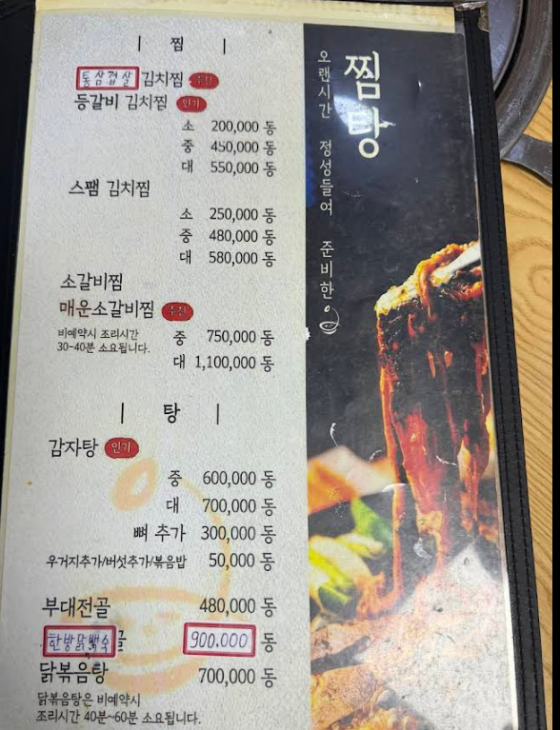 | 찜 |
통삼겹살 김치찜 추천
등갈비 김치찜 인기
소 200,000 동
중 450,000 동
대 550,000 동
스팸 김치찜
소 250,000 동
중 480,000 동
대 580,000 동
소갈비찜
매운소갈비찜 추천
비예약시 조리시간
30~40분 소요됩니다.
중 750,000 동
대 1,100,000 동
| 탕 |
감자탕 인기
중 600,000 동
대 700,000 동
뼈 추가 300,000 동
우거지추가/버섯추가/볶음밥 50,000 동
부대전골 480,000 동
한방닭백숙골 900.000 동
닭볶음탕 700,000 동
닭볶음탕은 비예약시
조리시간 40분~60분 소요됩니다.
오랜시간 정성들여 준비한
찜
탕